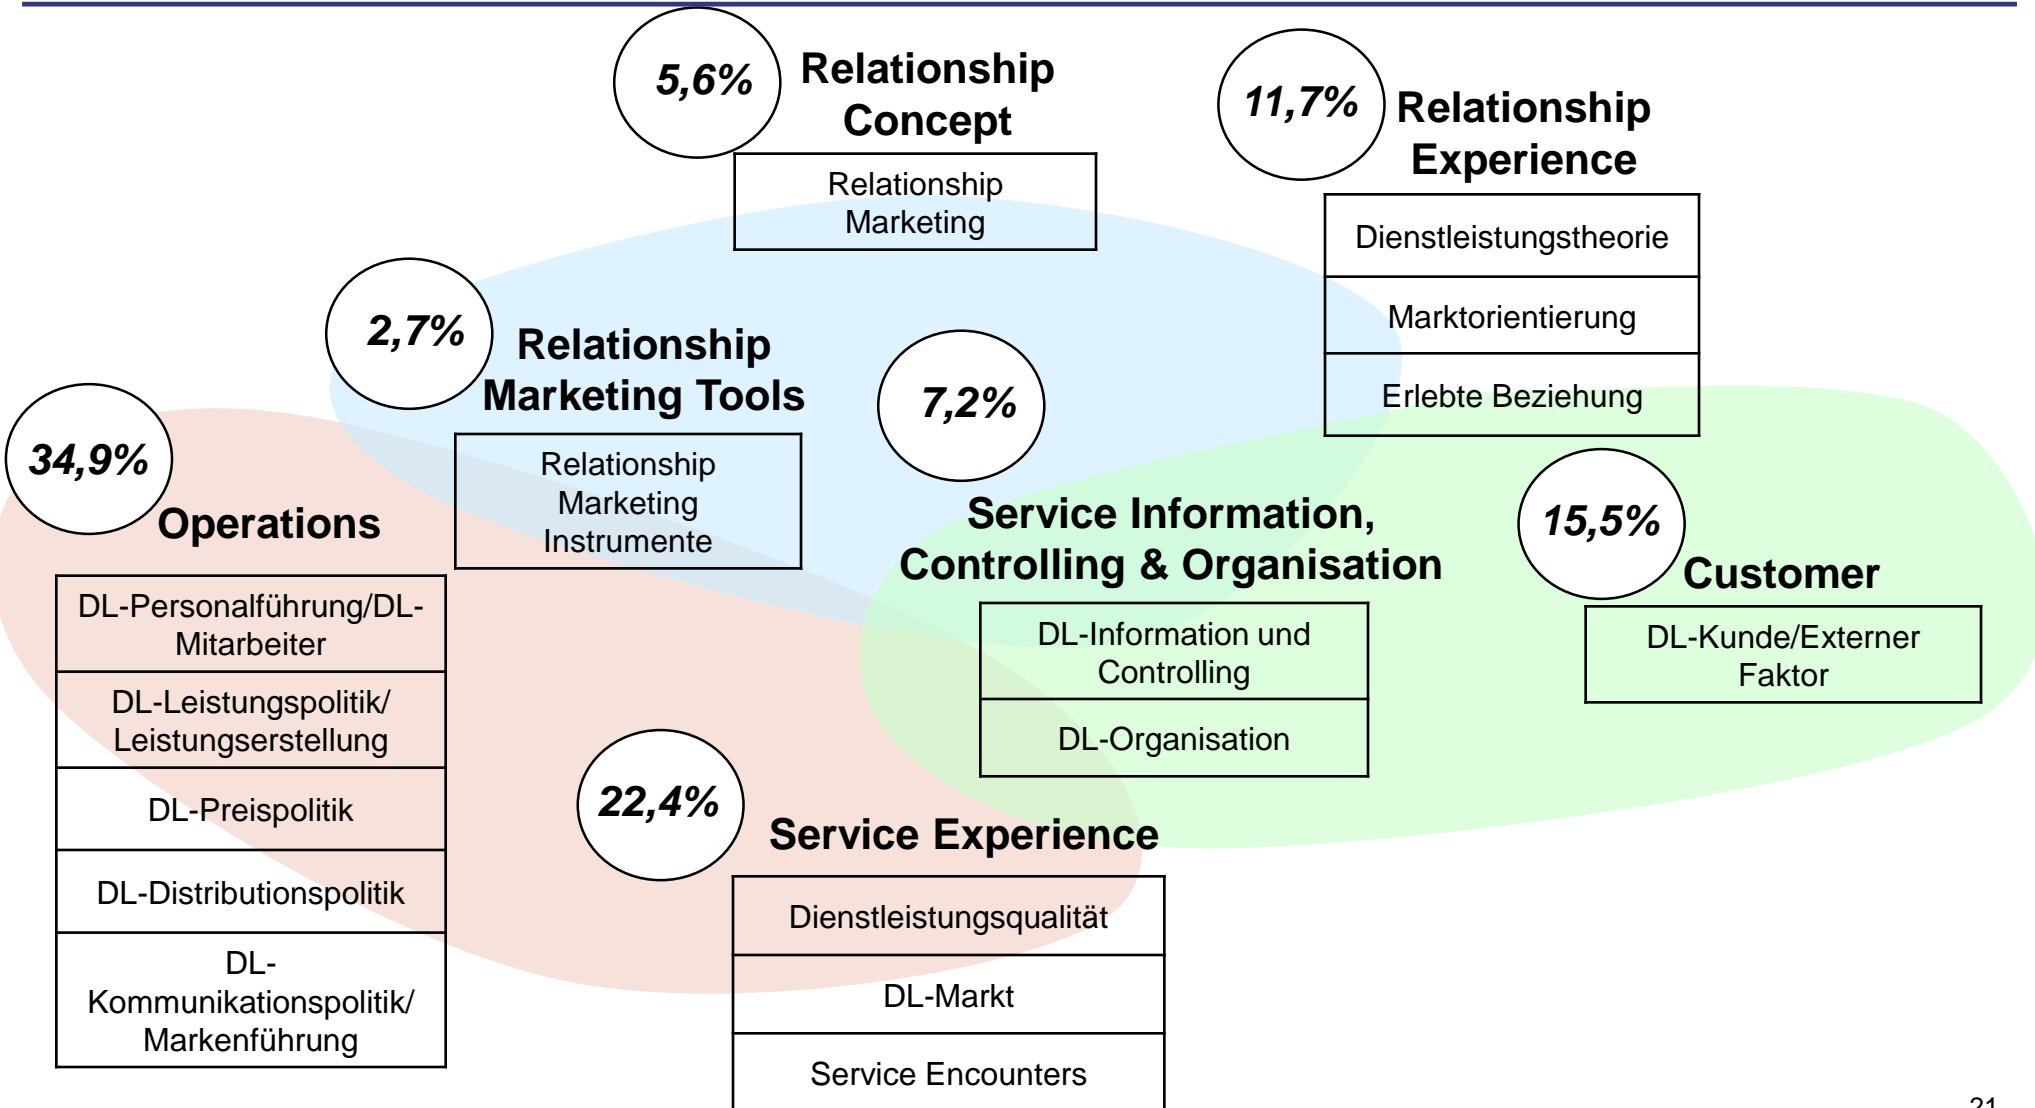 5,6%
Relationship
Concept
Relationship
Marketing
11,7%
Relationship
Experience
Dienstleistungstheorie
Marktorientierung
Erlebte Beziehung
2,7%
Relationship
Marketing Tools
Relationship
Marketing
Instrumente
7,2%
Service Information,
Controlling & Organisation
DL-Information und
Controlling
DL-Organisation
15,5%
Customer
DL-Kunde/Externer
Faktor
34,9%
Operations
DL-Personalführung/DL-
Mitarbeiter
DL-Leistungspolitik/
Leistungserstellung
DL-Preispolitik
DL-Distributionspolitik
DL-
Kommunikationspolitik/
Markenführung
22,4%
Service Experience
Dienstleistungsqualität
DL-Markt
Service Encounters
21